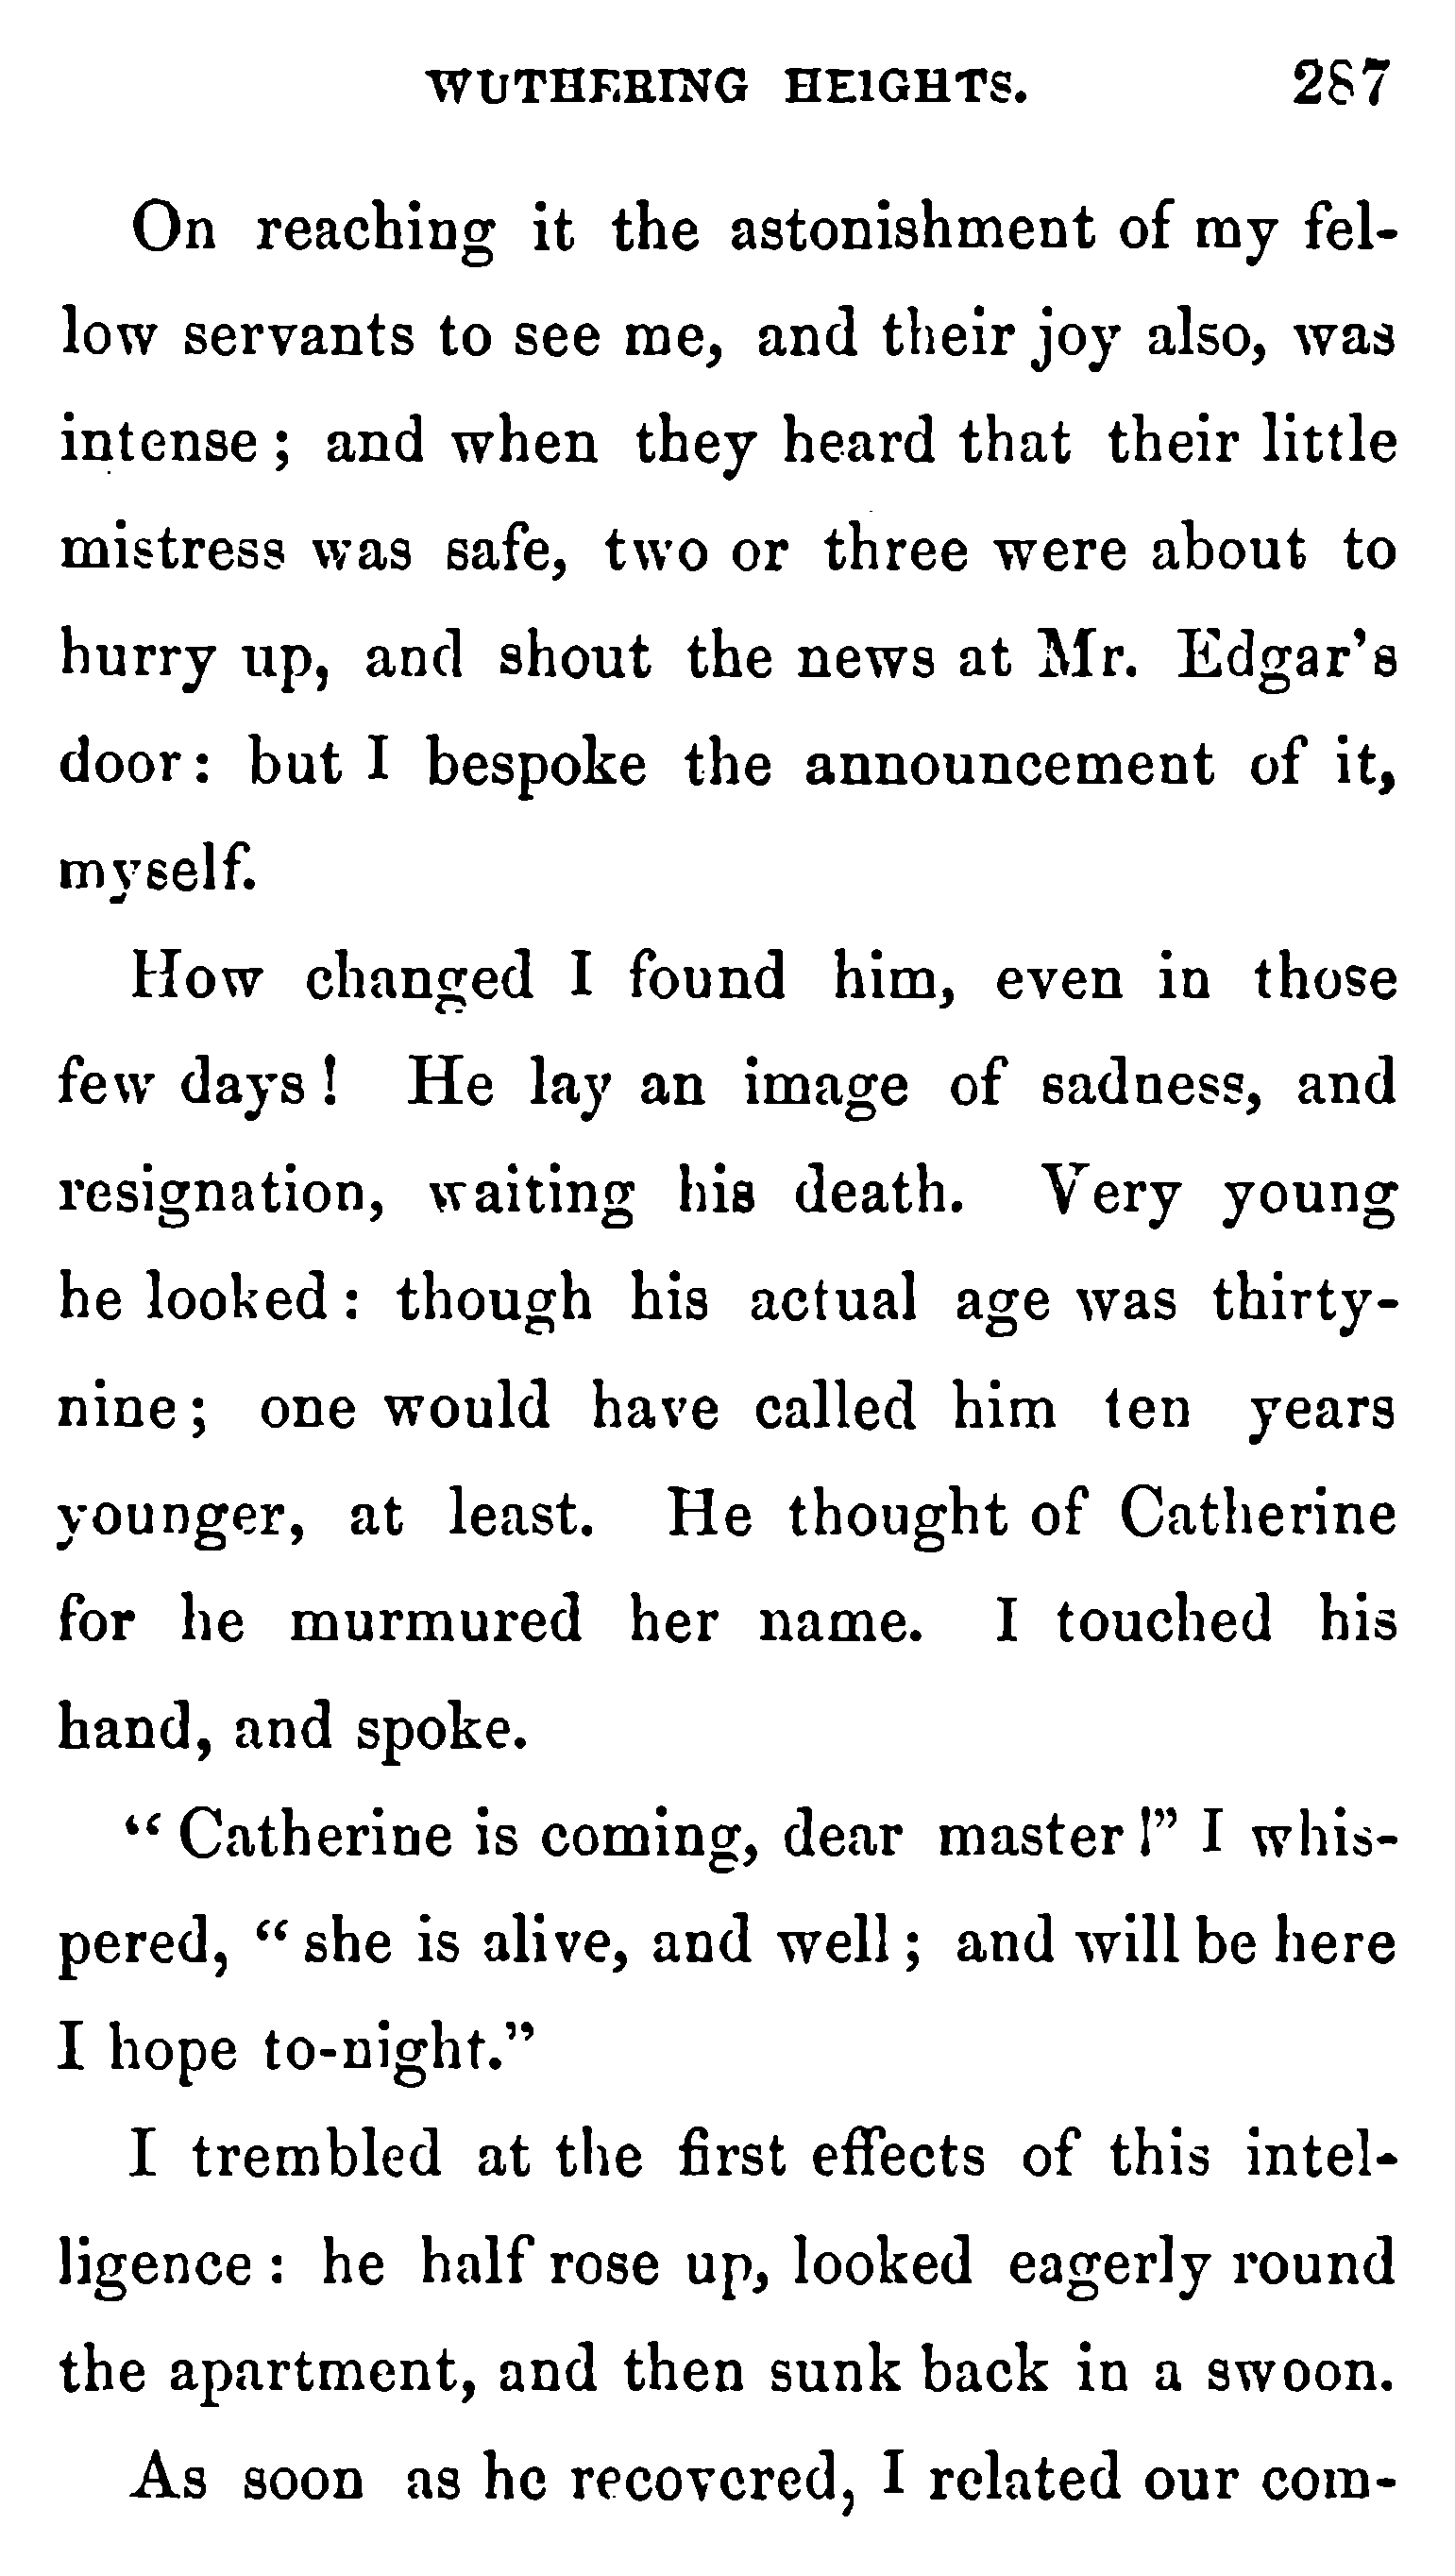 WUTHERING HEIGHTS. 287
On reaching it the astonishment of my fel-
low servants to see me, and their joy also, was
intense; and when they heard that their little
mistress was safe, two or three were about to
hurry up, and shout the news at Mr. Edgar's
door: but I bespoke the announcement of it,
myself.
How changed I found him, even in those
few days! He lay an image of sadness, and
resignation, waiting his death. Very young
he looked: though his actual age was thirty-
nine; one would have called him ten years
younger, at least. He thought of Catherine
for he murmured her name. I touched his
hand, and spoke.
"Catherine is coming, dear master!" I whis-
pered, "she is alive, and well; and will be here
I hope to-night."
I trembled at the first effects of this intel-
ligence: he half rose up, looked eagerly round
the apartment, and then sunk back in a swoon.
As soon as he recovered, I related our com-